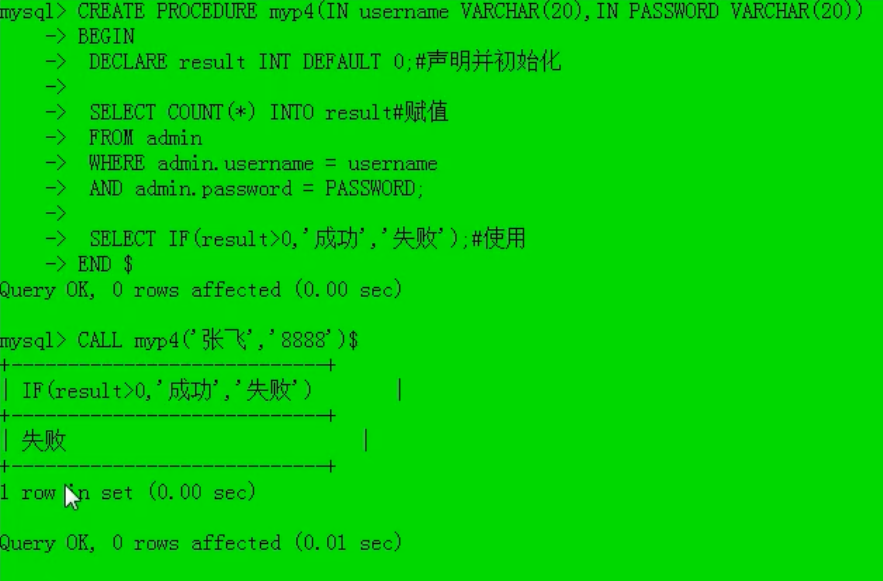 mysql> CREATE PROCEDURE myp4(IN username VARCHAR(20),IN PASSWORD VARCHAR(20))
    -> BEGIN
    ->  DECLARE result INT DEFAULT 0;#声明并初始化
    ->
    ->  SELECT COUNT(*) INTO result#赋值
    ->  FROM admin
    ->  WHERE admin.username = username
    ->  AND admin.password = PASSWORD;
    ->
    ->  SELECT IF(result>0,'成功','失败');#使用
    -> END $
Query OK, 0 rows affected (0.00 sec)

mysql> CALL myp4('张飞','8888')$
+----------------------------+
| IF(result>0,'成功','失败')        |
+----------------------------+
| 失败                           |
+----------------------------+
1 row in set (0.00 sec)

Query OK, 0 rows affected (0.01 sec)